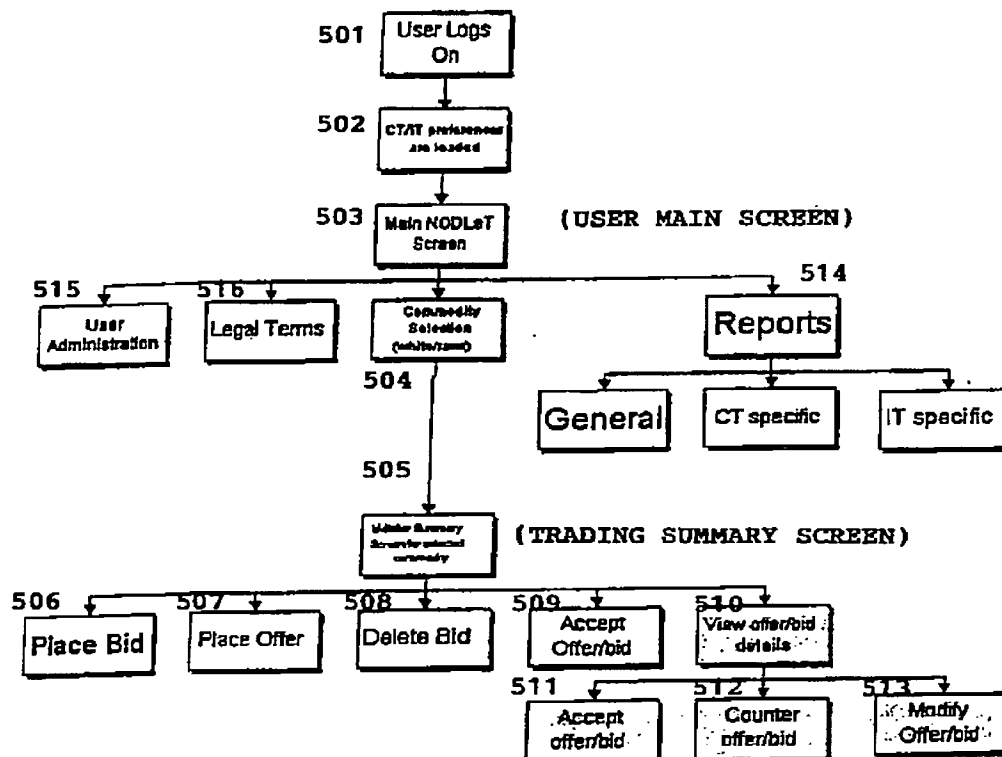 501
User Logs
On
502
CT/IT preferences
are loaded
503
Main NODLaT
Screen
(USER MAIN SCREEN)
515
User
Administration
516
Legal Terms
Commodity
Selection
504
514
Reports
General
CT specific
IT specific
505
Summary
(TRADING SUMMARY SCREEN)
506
Place Bid
507
Place Offer
508
Delete Bid
509
Accept
Offer/bid
510
View offer/bid
details
511
Accept
offer/bid
512
Counter
offer/bid
513
Modify
Offer/bid